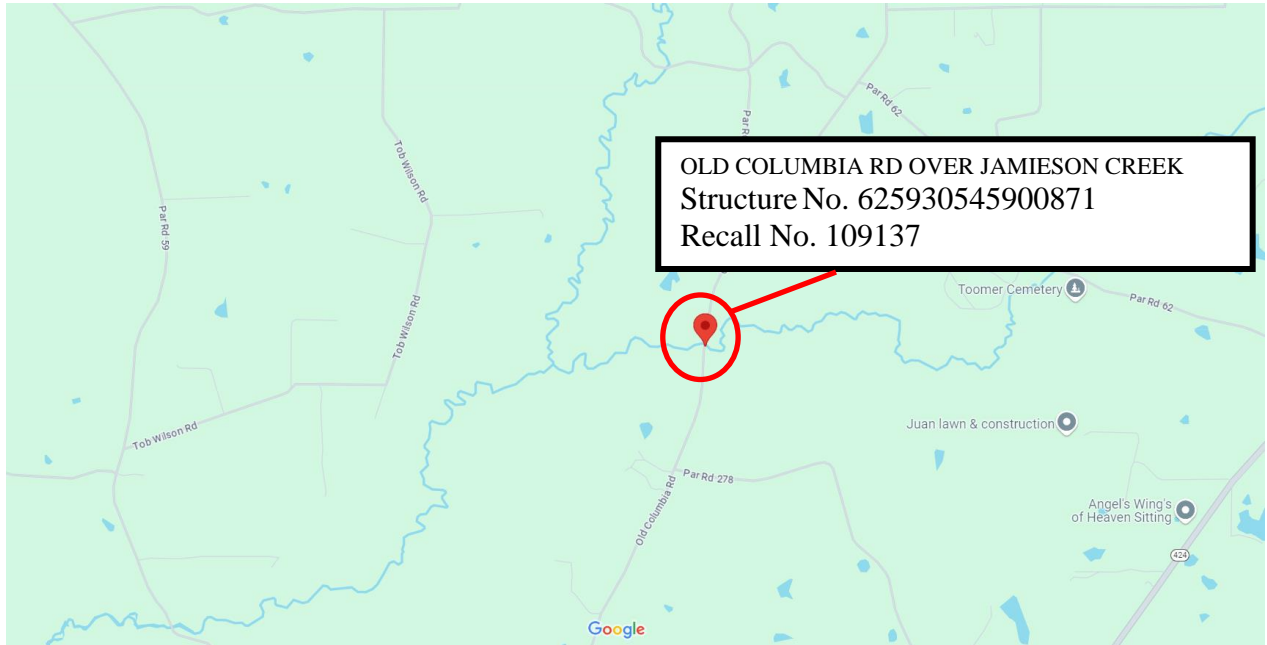 Par Rd 62
Par R
Tob Wilson Rd
OLD COLUMBIA RD OVER JAMIESON CREEK
Structure No. 625930545900871
Recall No. 109137
Par Rd 59
Toomer Cemetery
Par Rd 62
Tob Wilson Rd
Juan lawn & construction
Tob Wilson Rd
Par Rd 278
Old Columbia Rd
Angel's Wing's
of Heaven Sitting
424
Google